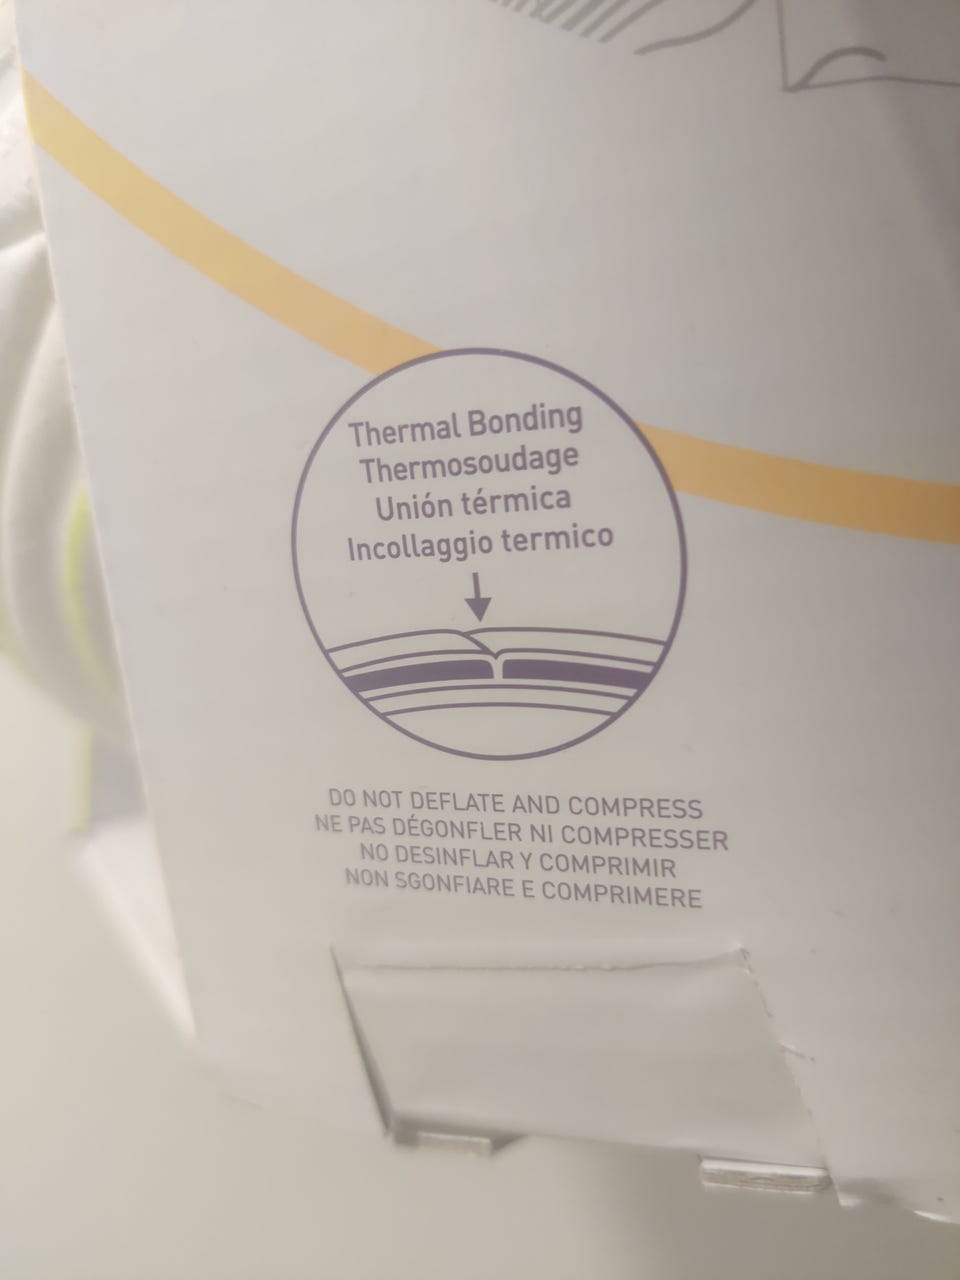 Thermal Bonding
Thermosoudage
Unión térmica
Incollaggio termico
DO NOT DEFLATE AND COMPRESS
NE PAS DÉGONFLER NI COMPRESSER
NO DESINFLAR Y COMPRIMIR
NON SGONFIARE E COMPRIMERE